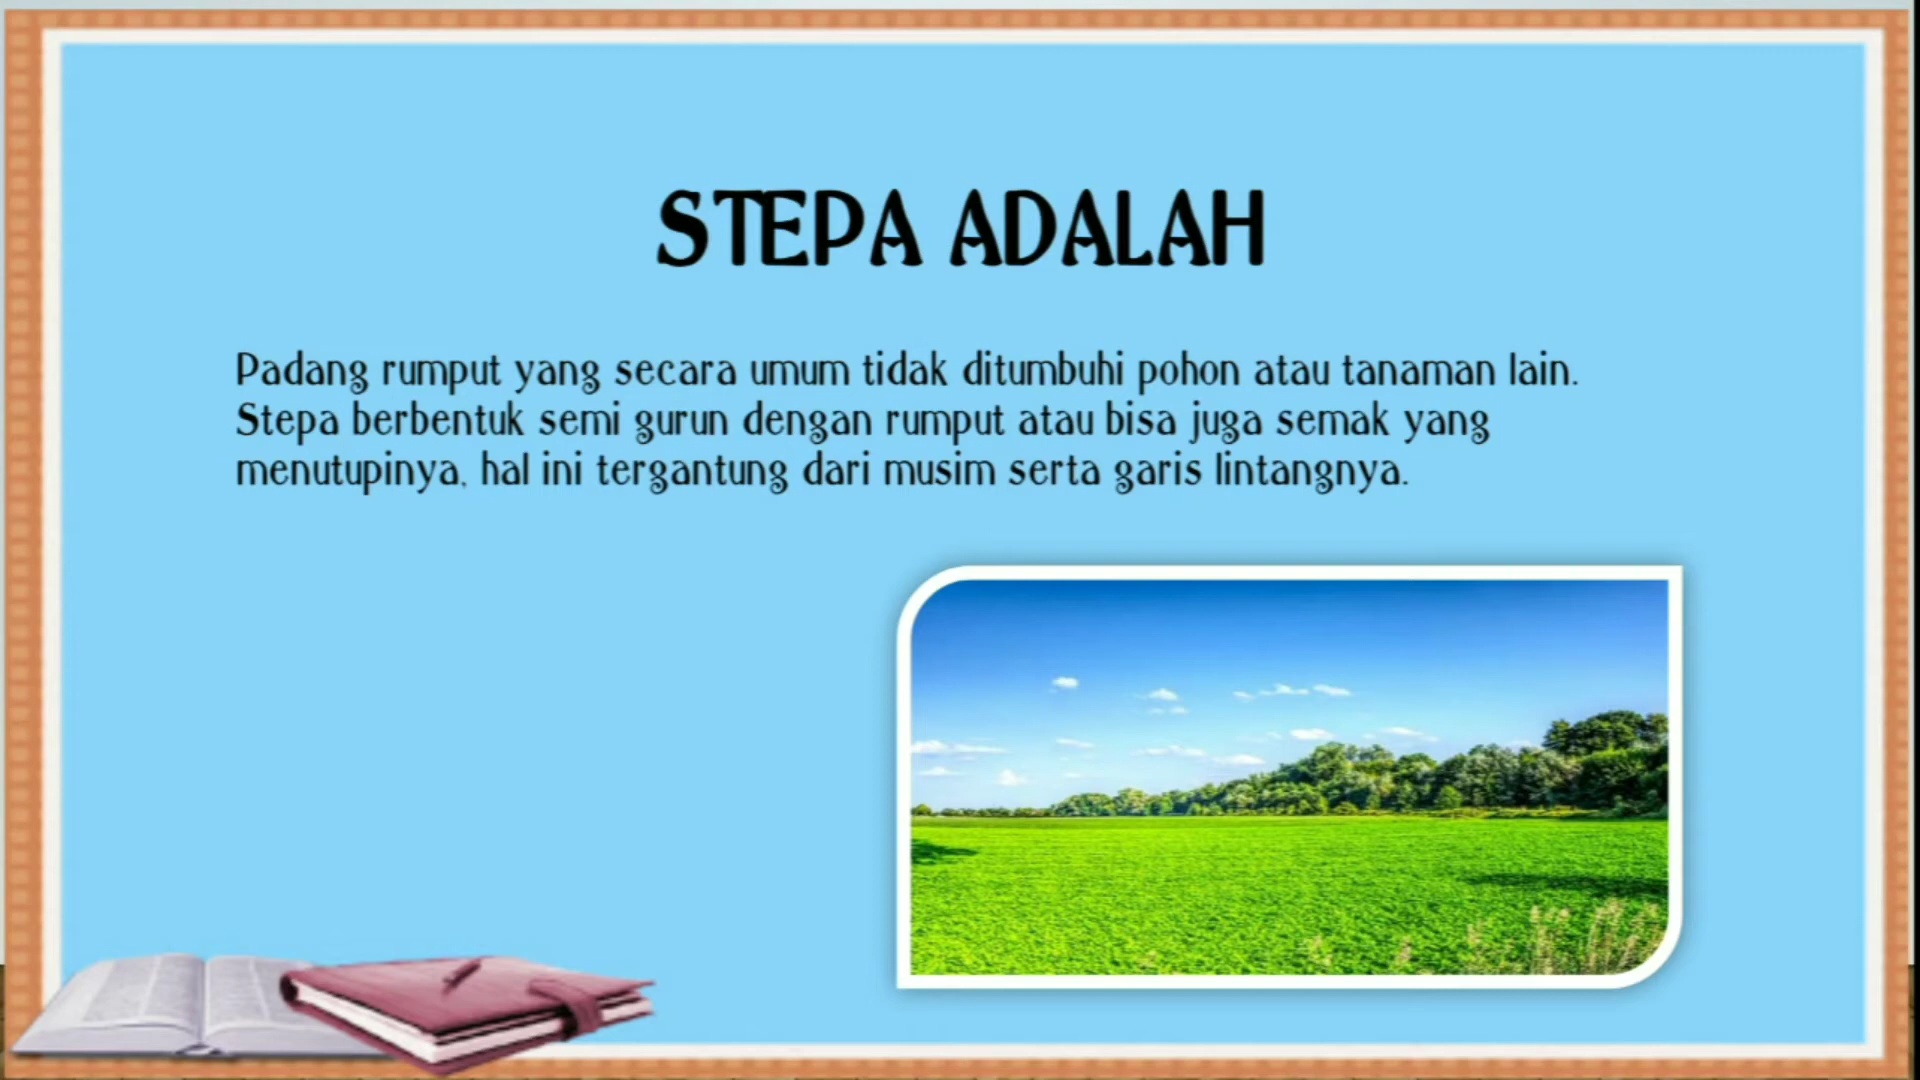 STEPA ADALAH
Padang rumput yang secara umum tidak ditumbuhi pohon atau tanaman lain.
Stepa berbentuk semi gurun dengan rumput atau bisa juga semak yang
menutupinya, hal ini tergantung dari musim serta garis lintangnya.